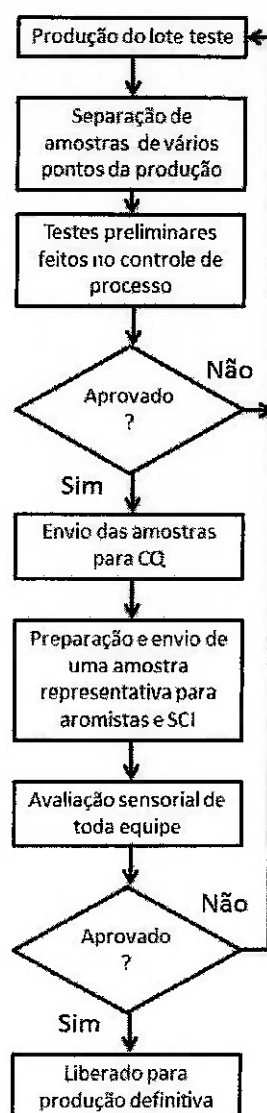 Produção do lote teste
Separação de
amostras de vários
pontos da produção
Testes preliminares
feitos no controle de
processo
Não
Aprovado
?
Sim
Envio das amostras
para CQ
Preparação e envio de
uma amostra
representativa para
aromistas e SCI
Avaliação sensorial de
toda equipe
Não
Aprovado
?
Sim
Liberado para
produção definitiva